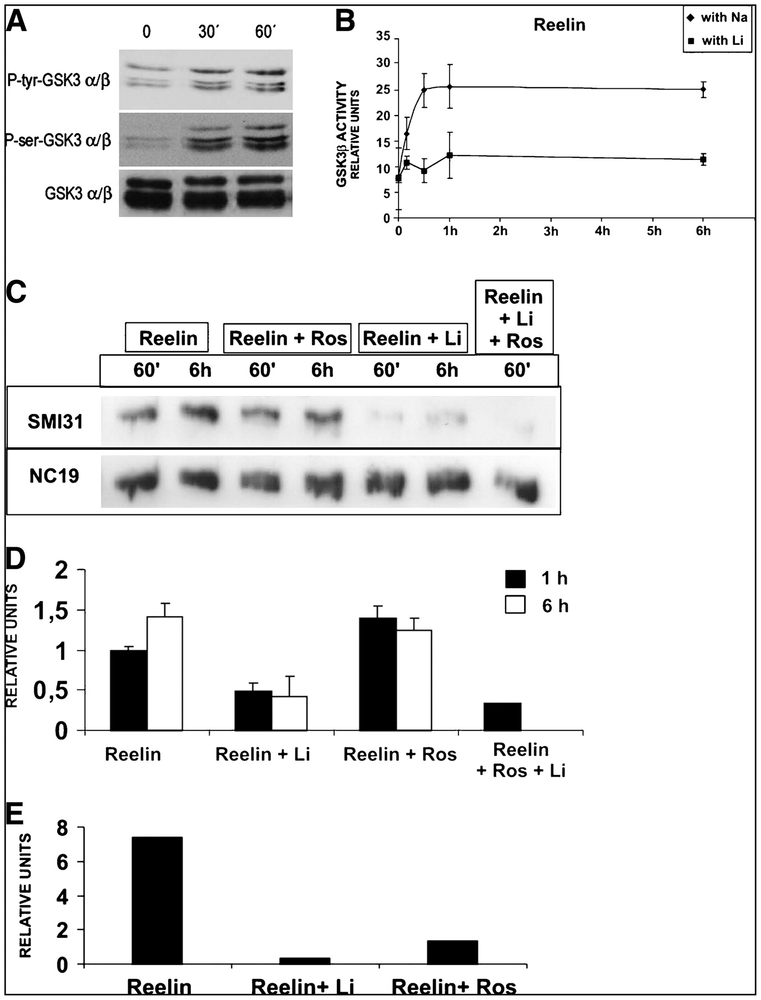 A
0 30′ 60′
P-tyr-GSK3 α/β
P-ser-GSK3 α/β
GSK3 α/β
B
Reelin
with Na
with Li
GSK3β ACTIVITY
RELATIVE UNITS
35
30
25
20
15
10
5
0
0 1h 2h 3h 4h 5h 6h
C
Reelin
Reelin + Ros
Reelin + Li
Reelin
+ Li
+ Ros
60' 6h 60' 6h 60' 6h 60'
SMI31
NC19
D
RELATIVE UNITS
2
1,5
1
0,5
0
1 h
6 h
Reelin
Reelin + Li
Reelin + Ros
Reelin
+ Ros + Li
E
RELATIVE UNITS
8
6
4
2
0
Reelin
Reelin+ Li
Reelin+ Ros